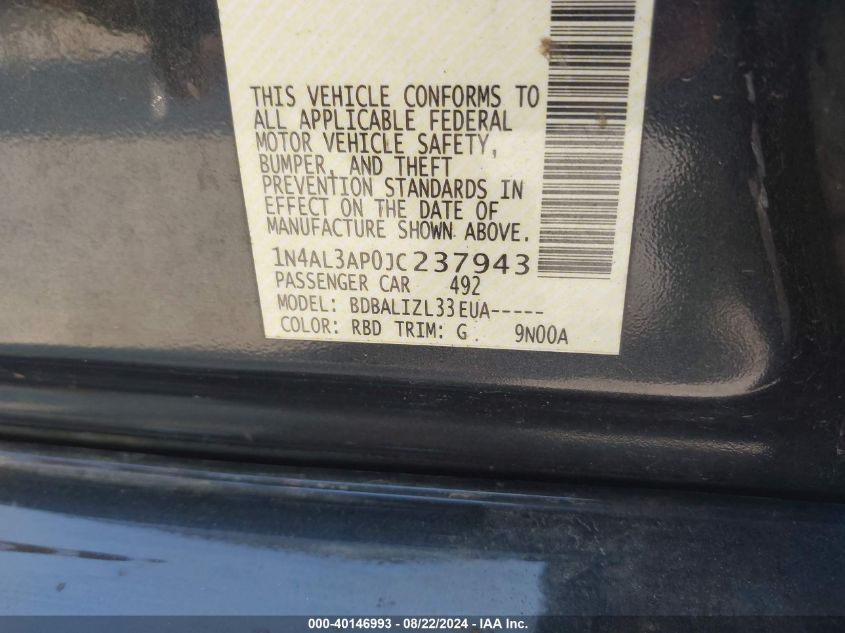 THIS VEHICLE CONFORMS TO
ALL APPLICABLE FEDERAL
MOTOR VEHICLE SAFETY,
BUMPER, AND THEFT
PREVENTION STANDARDS IN
EFFECT ON THE DATE OF
MANUFACTURE SHOWN ABOVE.
1N4AL3AP0JC237943
PASSENGER CAR 492
MODEL: BDBALIZL33EUA-----
COLOR: RBD TRIM: G 9N00A
000-40146993 - 08/22/2024 - IAA Inc.